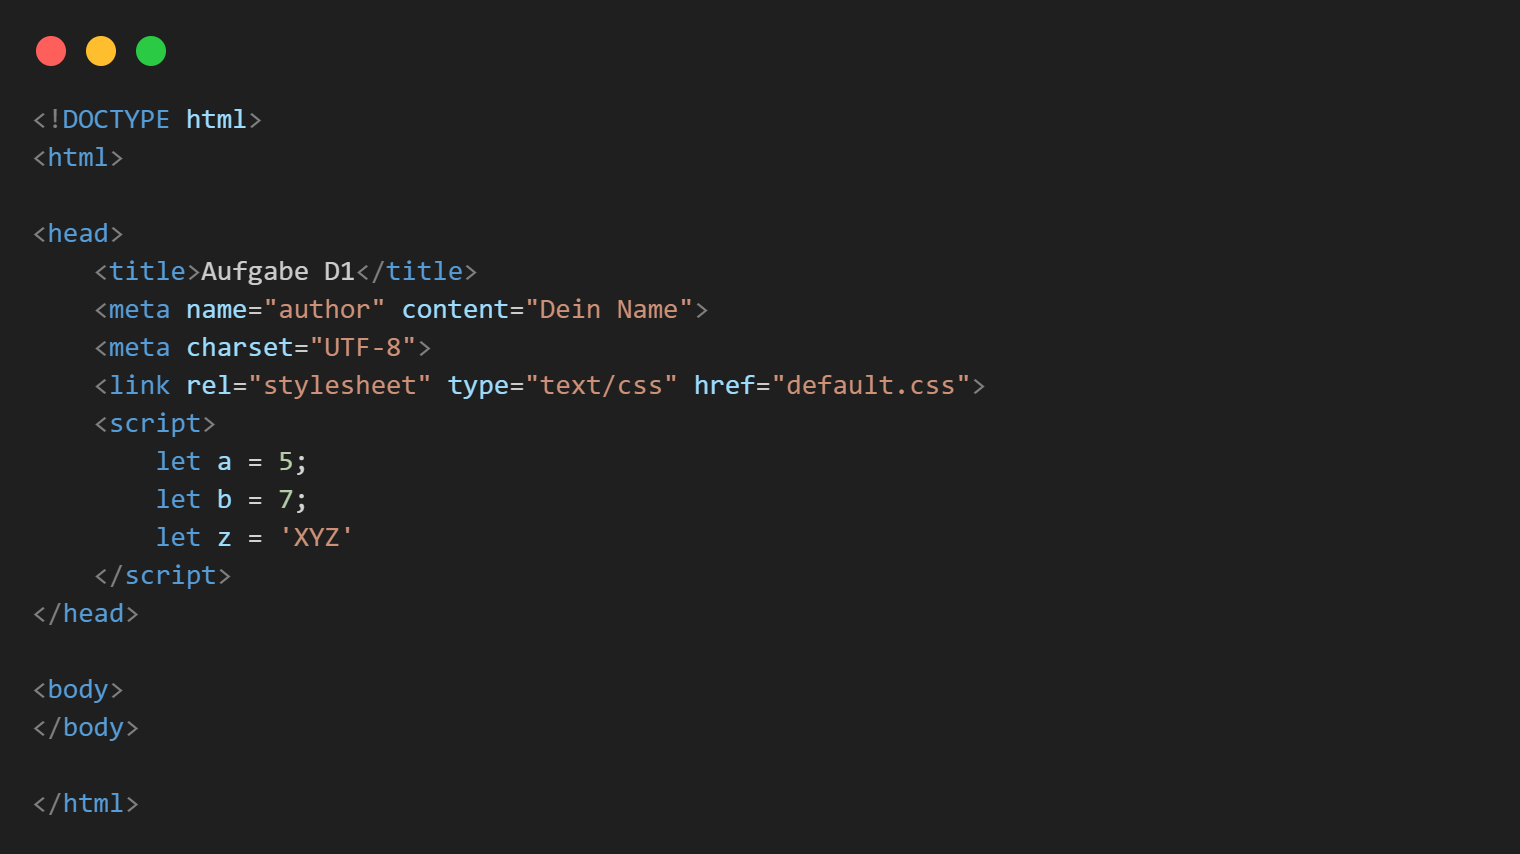 <!DOCTYPE html>
<html>

<head>
    <title>Aufgabe D1</title>
    <meta name="author" content="Dein Name">
    <meta charset="UTF-8">
    <link rel="stylesheet" type="text/css" href="default.css">
    <script>
        let a = 5;
        let b = 7;
        let z = 'XYZ'
    </script>
</head>

<body>
</body>

</html>